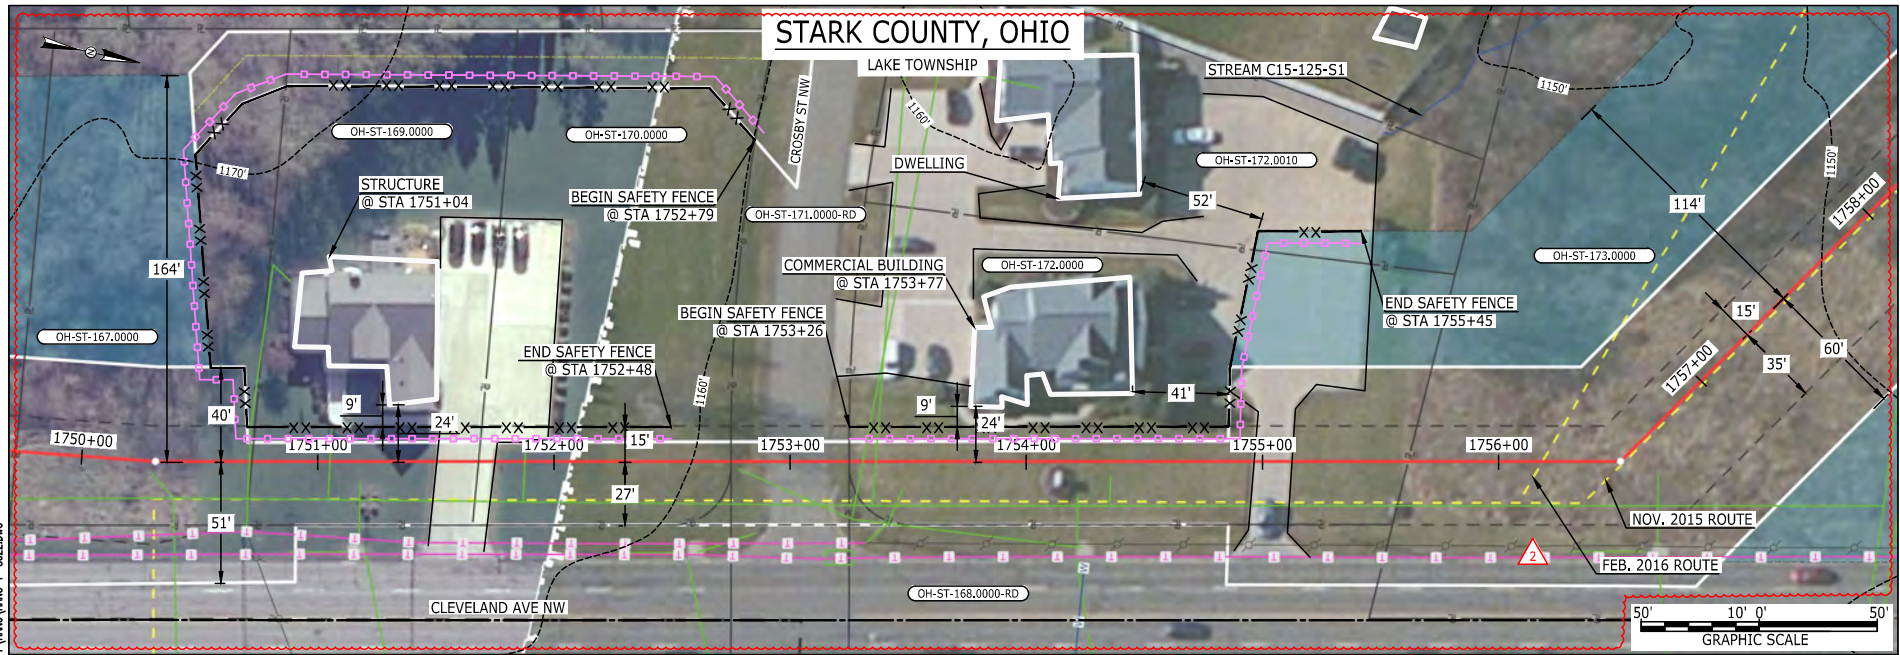 STARK COUNTY, OHIO
LAKE TOWNSHIP
N
STREAM C15-125-S1
1150'
1160'
CROSBY ST NW
OH-ST-169.0000
OH-ST-170.0000
OH-ST-172.0010
1150'
DWELLING
1170'
STRUCTURE
@ STA 1751+04
BEGIN SAFETY FENCE
@ STA 1752+79
OH-ST-171.0000-RD
52'
114'
1758+00
164'
COMMERCIAL BUILDING
@ STA 1753+77
OH-ST-172.0000
OH-ST-173.0000
BEGIN SAFETY FENCE
@ STA 1753+26
END SAFETY FENCE
@ STA 1755+45
15'
OH-ST-167.0000
END SAFETY FENCE
@ STA 1752+48
60'
35'
1757+00
1160'
41'
9'
9'
40'
24'
24'
15'
1750+00
1751+00
1752+00
1753+00
1754+00
1755+00
1756+00
27'
51'
NOV. 2015 ROUTE
FEB. 2016 ROUTE
2
W
OH-ST-168.0000-RD
CLEVELAND AVE NW
W
50'
10'
0'
50'
GRAPHIC SCALE